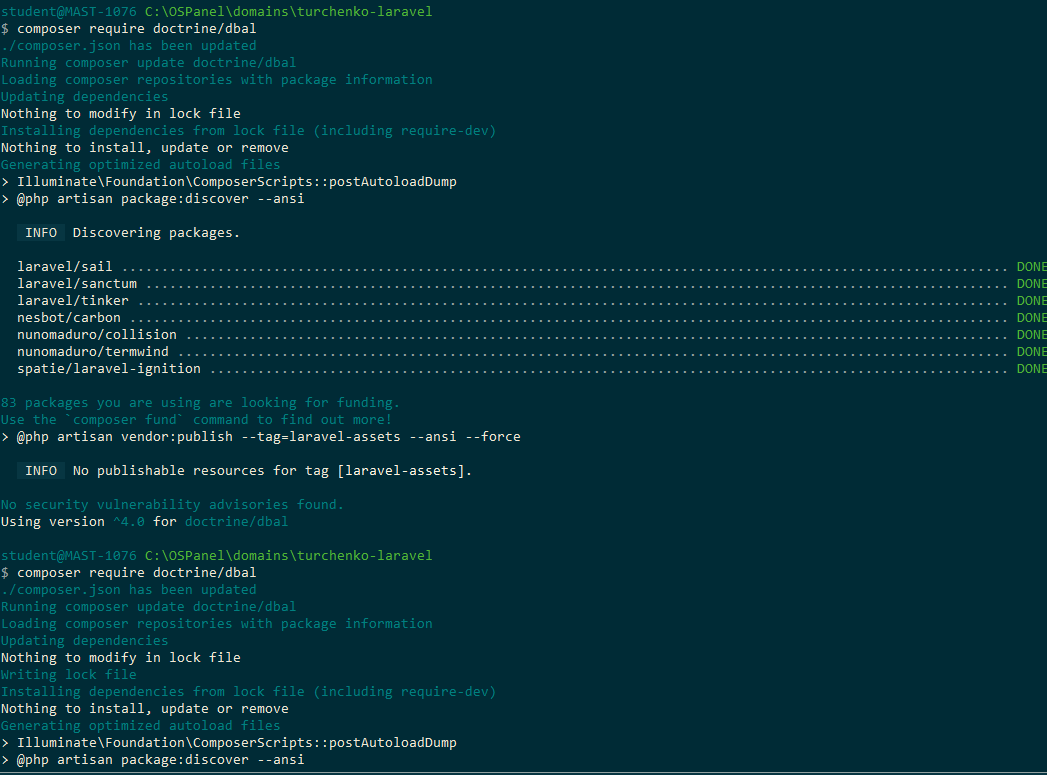 student@MAST-1076 C:\OSPanel\domains\turchenko-laravel
$ composer require doctrine/dbal
./composer.json has been updated
Running composer update doctrine/dbal
Loading composer repositories with package information
Updating dependencies
Nothing to modify in lock file
Installing dependencies from lock file (including require-dev)
Nothing to install, update or remove
Generating optimized autoload files
> Illuminate\Foundation\ComposerScripts::postAutoloadDump
> @php artisan package:discover --ansi
INFO Discovering packages.
laravel/sail .............................................................................................................. DONE
laravel/sanctum ........................................................................................................... DONE
laravel/tinker ............................................................................................................ DONE
nesbot/carbon ............................................................................................................. DONE
nunomaduro/collision ...................................................................................................... DONE
nunomaduro/termwind ....................................................................................................... DONE
spatie/laravel-ignition ................................................................................................... DONE
83 packages you are using are looking for funding.
Use the `composer fund` command to find out more!
> @php artisan vendor:publish --tag=laravel-assets --ansi --force
INFO No publishable resources for tag [laravel-assets].
No security vulnerability advisories found.
Using version ^4.0 for doctrine/dbal
student@MAST-1076 C:\OSPanel\domains\turchenko-laravel
$ composer require doctrine/dbal
./composer.json has been updated
Running composer update doctrine/dbal
Loading composer repositories with package information
Updating dependencies
Nothing to modify in lock file
Writing lock file
Installing dependencies from lock file (including require-dev)
Nothing to install, update or remove
Generating optimized autoload files
> Illuminate\Foundation\ComposerScripts::postAutoloadDump
> @php artisan package:discover --ansi